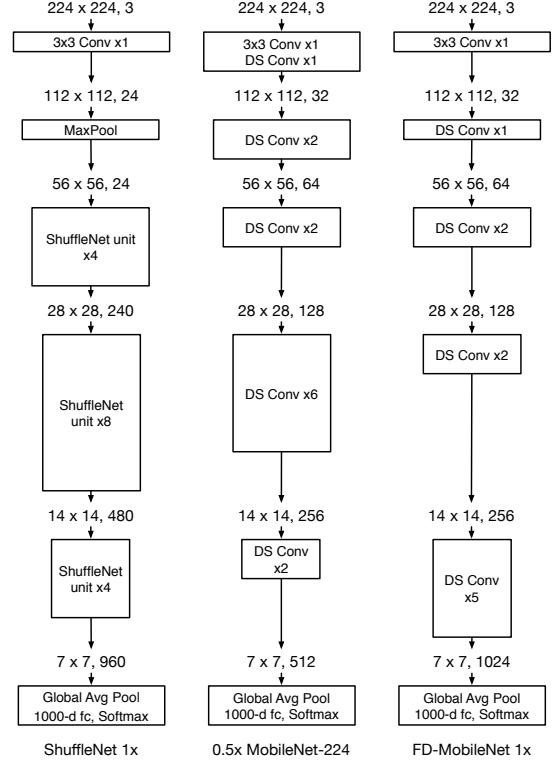 224 x 224, 3
3x3 Conv x1
112 x 112, 24
MaxPool
56 x 56, 24
ShuffleNet unit
x4
28 x 28, 240
ShuffleNet
unit x8
14 x 14, 480
ShuffleNet
unit x4
7 x 7, 960
Global Avg Pool
1000-d fc, Softmax
ShuffleNet 1x
224 x 224, 3
3x3 Conv x1
DS Conv x1
112 x 112, 32
DS Conv x2
56 x 56, 64
DS Conv x2
28 x 28, 128
DS Conv x6
14 x 14, 256
DS Conv
x2
7 x 7, 512
Global Avg Pool
1000-d fc, Softmax
0.5x MobileNet-224
224 x 224, 3
3x3 Conv x1
112 x 112, 32
DS Conv x1
56 x 56, 64
DS Conv x2
28 x 28, 128
DS Conv x2
14 x 14, 256
DS Conv
x5
7 x 7, 1024
Global Avg Pool
1000-d fc, Softmax
FD-MobileNet 1x